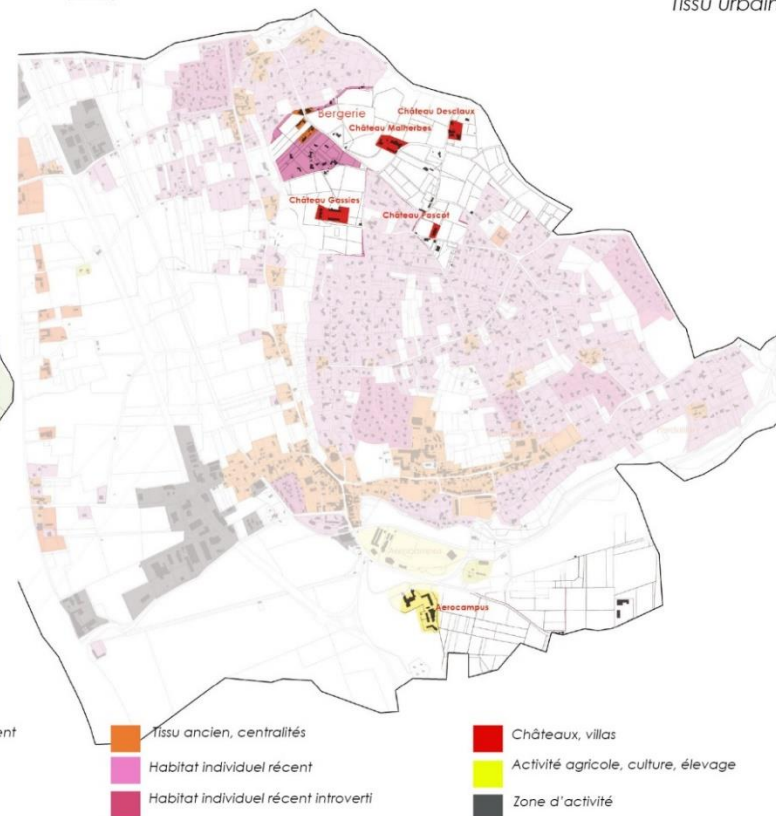 Tissu urbain
Bergerie
Château Desclaux
Château Malherbes
Château Gassies
Château Pascot
Aerocampus
ent
Tissu ancien, centralités
Habitat individuel récent
Habitat individuel récent introverti
Châteaux, villas
Activité agricole, culture, élevage
Zone d'activité